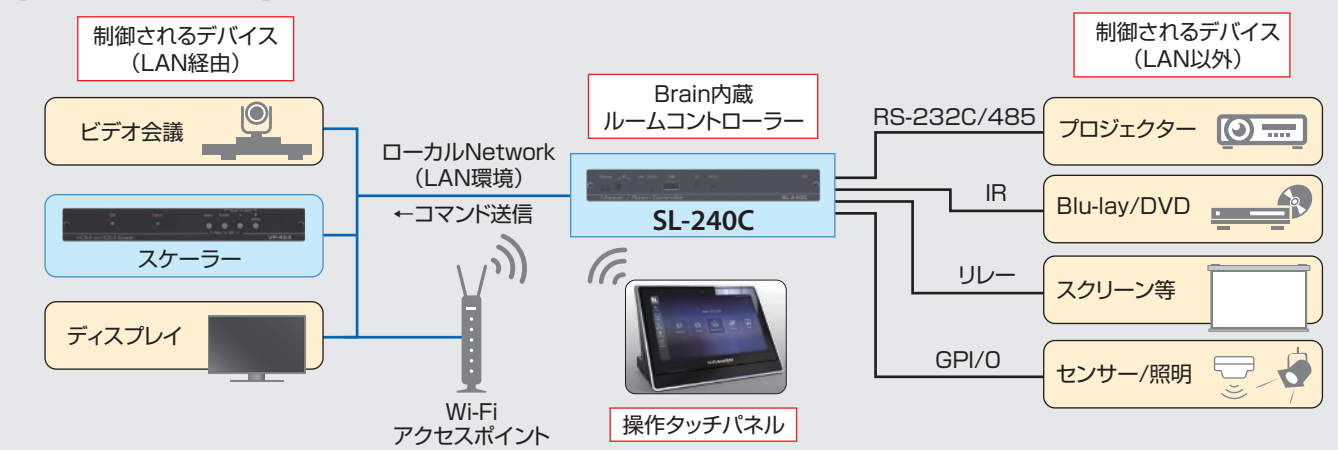 制御されるデバイス
（LAN経由）
ビデオ会議
スケーラー
ディスプレイ
ローカルNetwork
（LAN環境）
←コマンド送信
Wi-Fi
アクセスポイント
Brain内蔵
ルームコントローラー
SL-240C
SL-240C
操作タッチパネル
KRAMER
VP-424
RS-232C/485
IR
リレー
GPI/O
制御されるデバイス
（LAN以外）
プロジェクター
Blu-lay/DVD
スクリーン等
センサー/照明